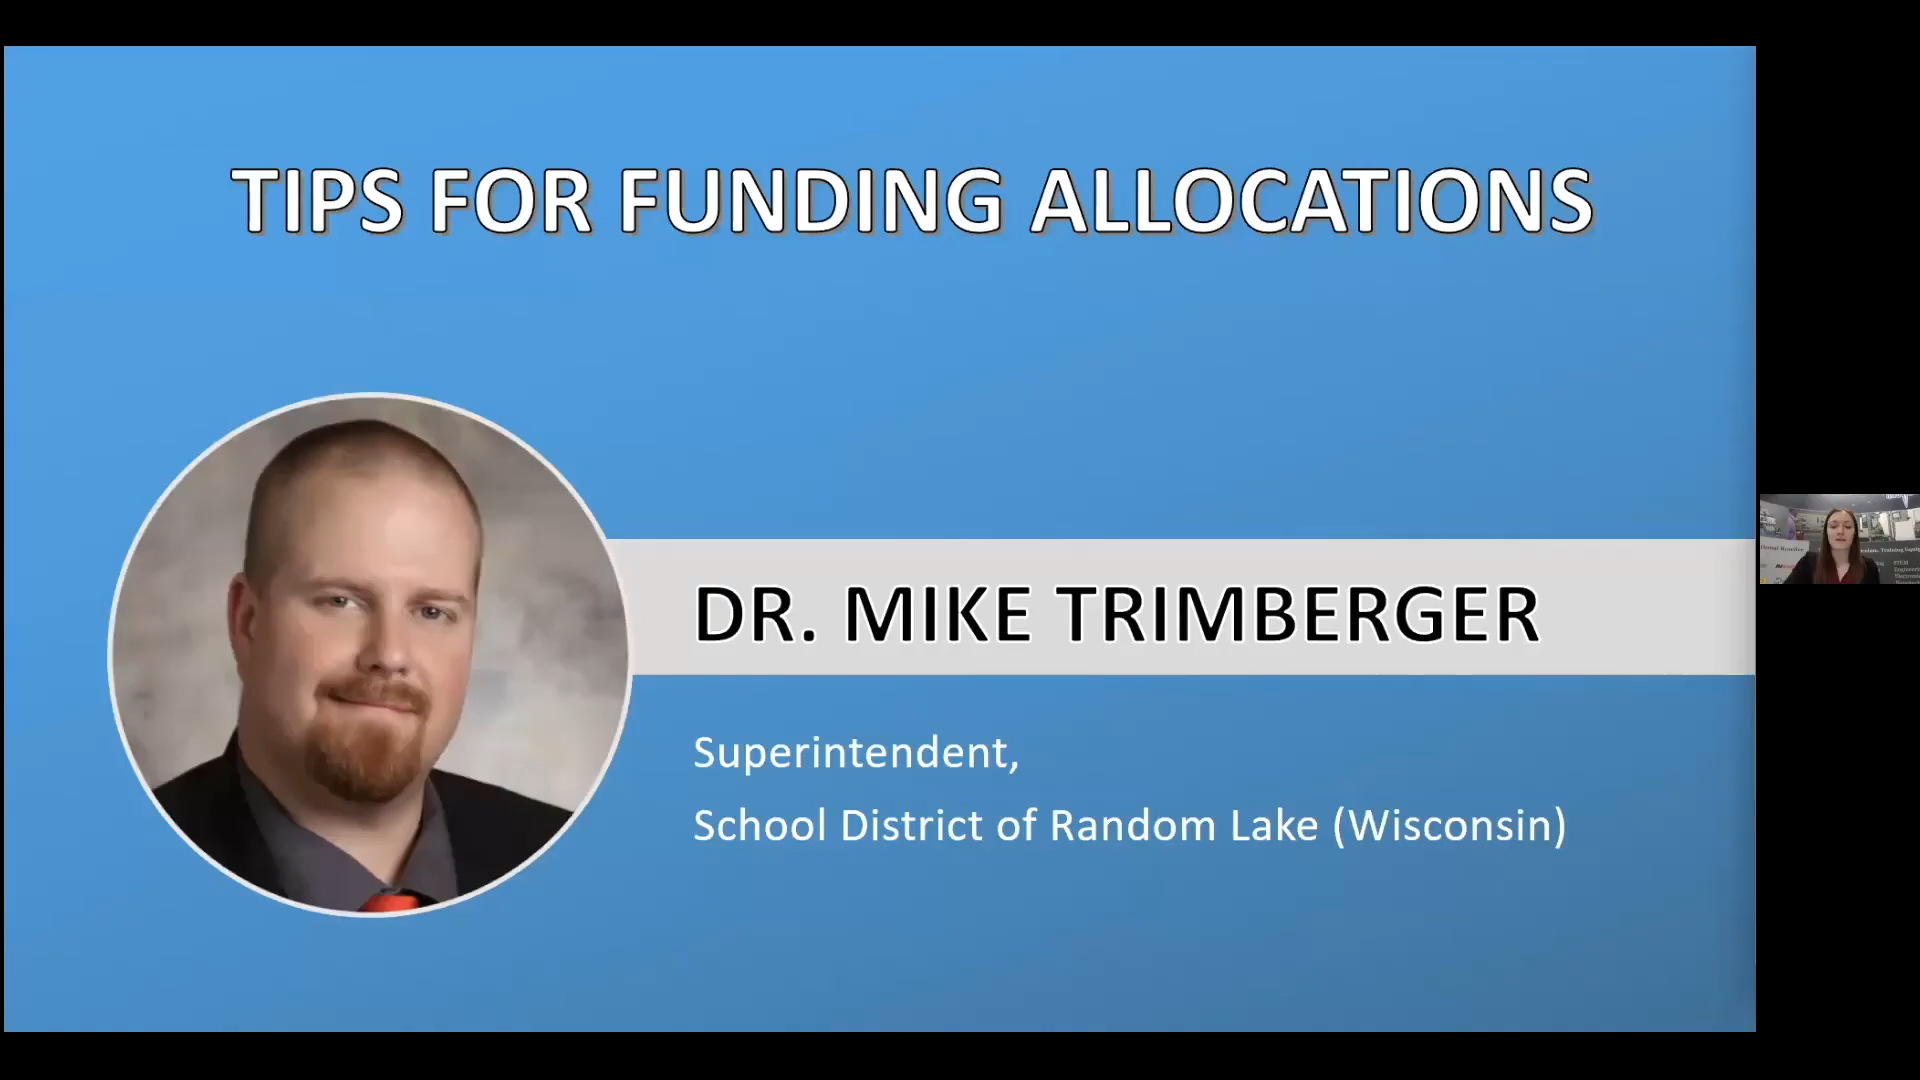 TIPS FOR FUNDING ALLOCATIONS
DR. MIKE TRIMBERGER
Superintendent,
School District of Random Lake (Wisconsin)